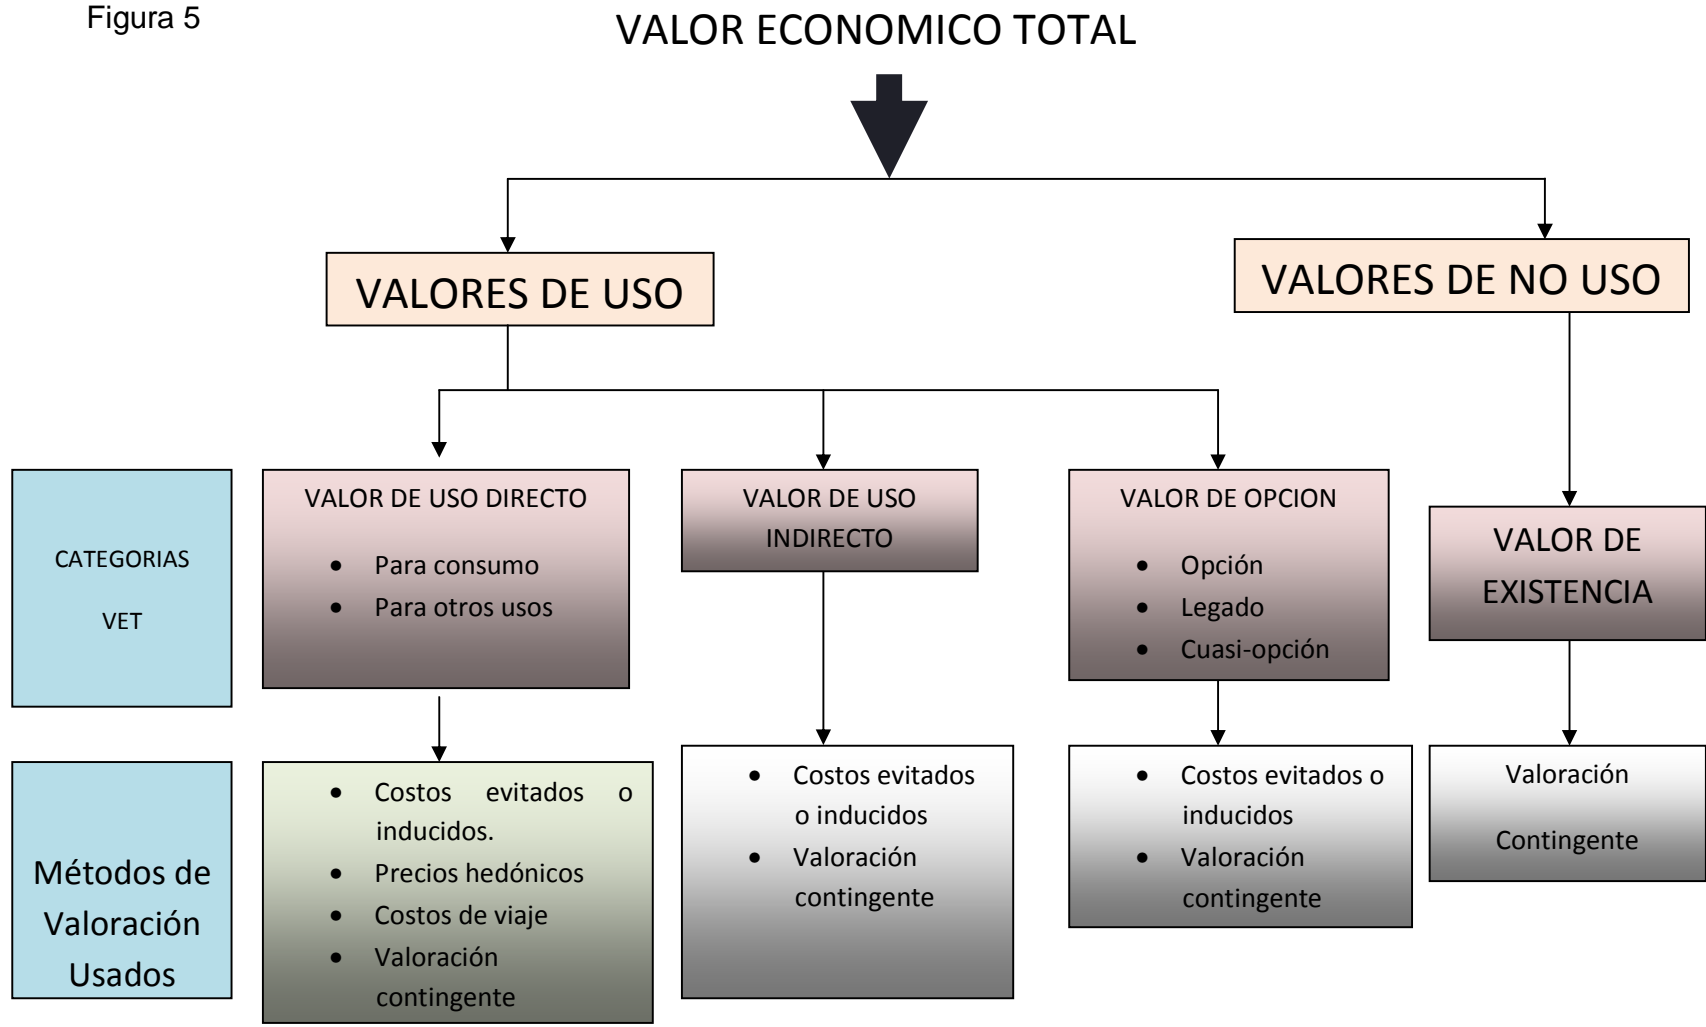 Figura 5
VALOR ECONOMICO TOTAL
VALORES DE USO
VALORES DE NO USO
CATEGORIAS
VET
VALOR DE USO DIRECTO
• Para consumo
• Para otros usos
VALOR DE USO
INDIRECTO
VALOR DE OPCION
• Opción
• Legado
• Cuasi-opción
VALOR DE
EXISTENCIA
Métodos de
Valoración
Usados
• Costos evitados o
inducidos.
• Precios hedónicos
• Costos de viaje
• Valoración
contingente
• Costos evitados
o inducidos
• Valoración
contingente
• Costos evitados o
inducidos
• Valoración
contingente
Valoración
Contingente